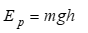 E_p = mgh